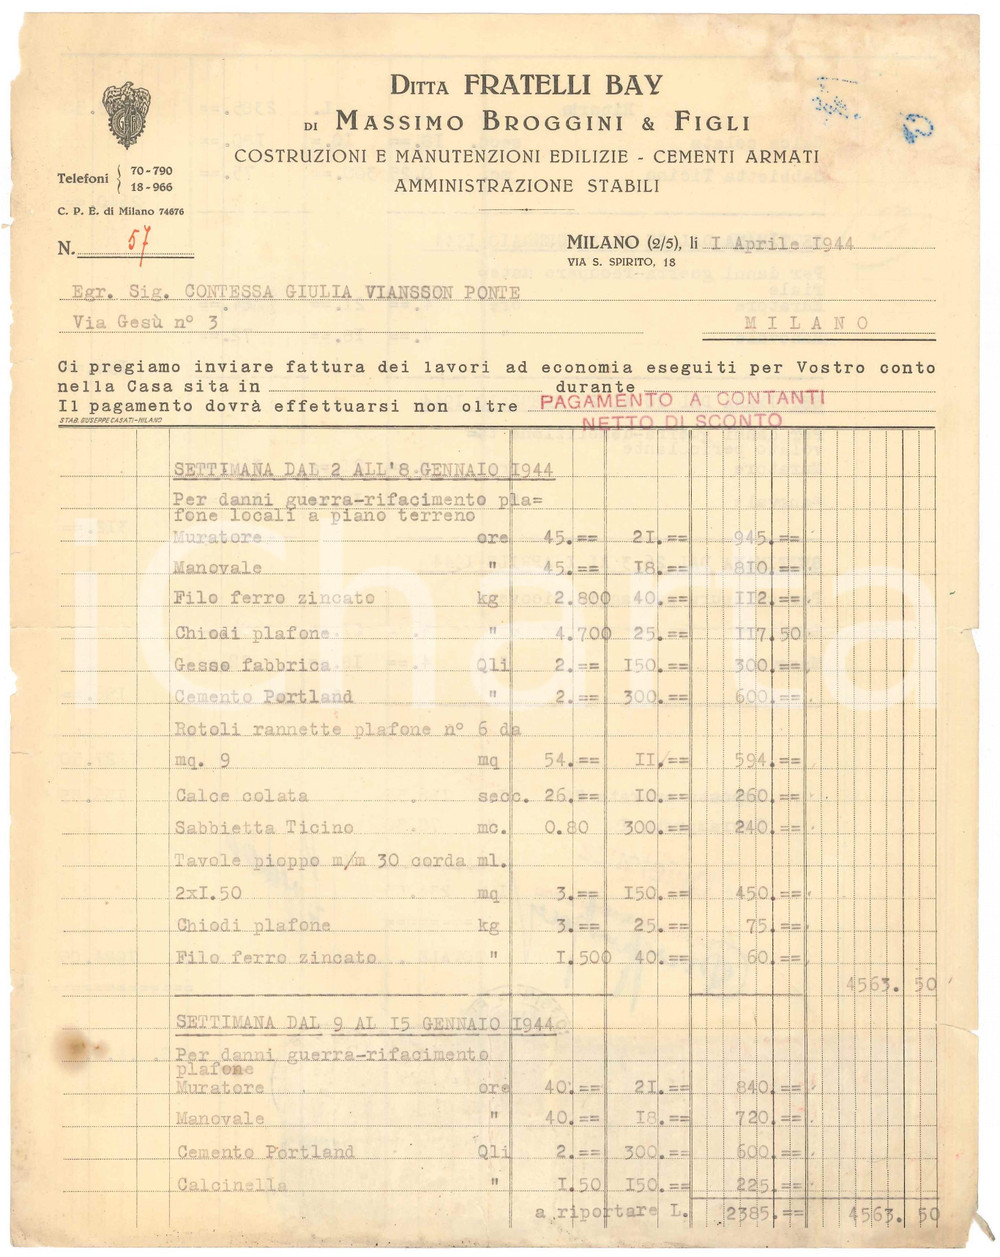 DITTA FRATELLI BAY
DI MASSIMO BROGGINI & FIGLI
COSTRUZIONI E MANUTENZIONI EDILIZIE - CEMENTI ARMATI
AMMINISTRAZIONE STABILI
Telefoni { 70-790
18-966
C. P. E. di Milano 74676
N. 57
MILANO (2/5), li I Aprile I944
VIA S. SPIRITO, 18
Egr. Sig. CONTESSA GIULIA VIANSSON PONTE
Via Gesù n° 3 MILANO
Ci pregiamo inviare fattura dei lavori ad economia eseguiti per Vostro conto
nella Casa sita in durante
Il pagamento dovrà effettuarsi non oltre PAGAMENTO A CONTANTI
NETTO DI SCONTO
STAB. GIUSEPPE CASATI-MILANO
SETTIMANA DAL 2 ALL'8 GENNAIO I944
Per danni guerra-rifacimento pla=
fone locali a piano terreno
Muratore ore 45.== 2I.== 945.==
Manovale " 45.== I8.== 8I0.==
Filo ferro zincato kg 2.800 40.== II2.==
Chiodi plafone " 4.700 25.== II7.50
Gesso fabbrica Qli 2.== I50.== 300.==
Cemento Portland " 2.== 300.== 600.==
Rotoli rannette plafone n° 6 da
mq. 9 mq 54.== II.== 594.==
Calce colata secc. 26.== I0.== 260.==
Sabbietta Ticino mc. 0.80 300.== 240.==
Tavole pioppo m/m 30 corda ml.
2xI.50 mq 3.== I50.== 450.==
Chiodi plafone kg 3.== 25.== 75.==
Filo ferro zincato " I.500 40.== 60.==
4563.50
SETTIMANA DAL 9 AL I5 GENNAIO I944
Per danni guerra-rifacimento
plafone
Muratore ore 40.== 2I.== 840.==
Manovale " 40.== I8.== 720.==
Cemento Portland Qli 2.== 300.== 600.==
Calcinella " I.50 I50.== 225.==
a riportare L. 2385.== 4563.50
iCharta